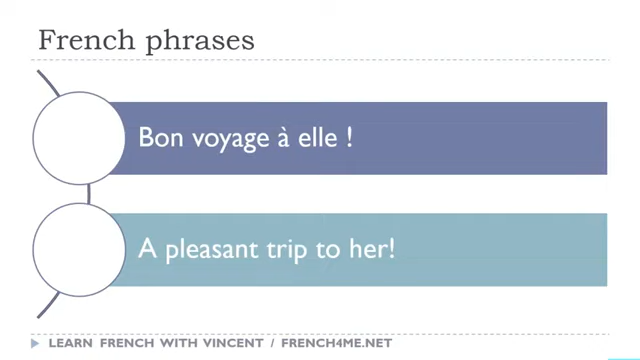 French phrases
Bon voyage à elle !
A pleasant trip to her!
LEARN FRENCH WITH VINCENT / FRENCH4ME.NET